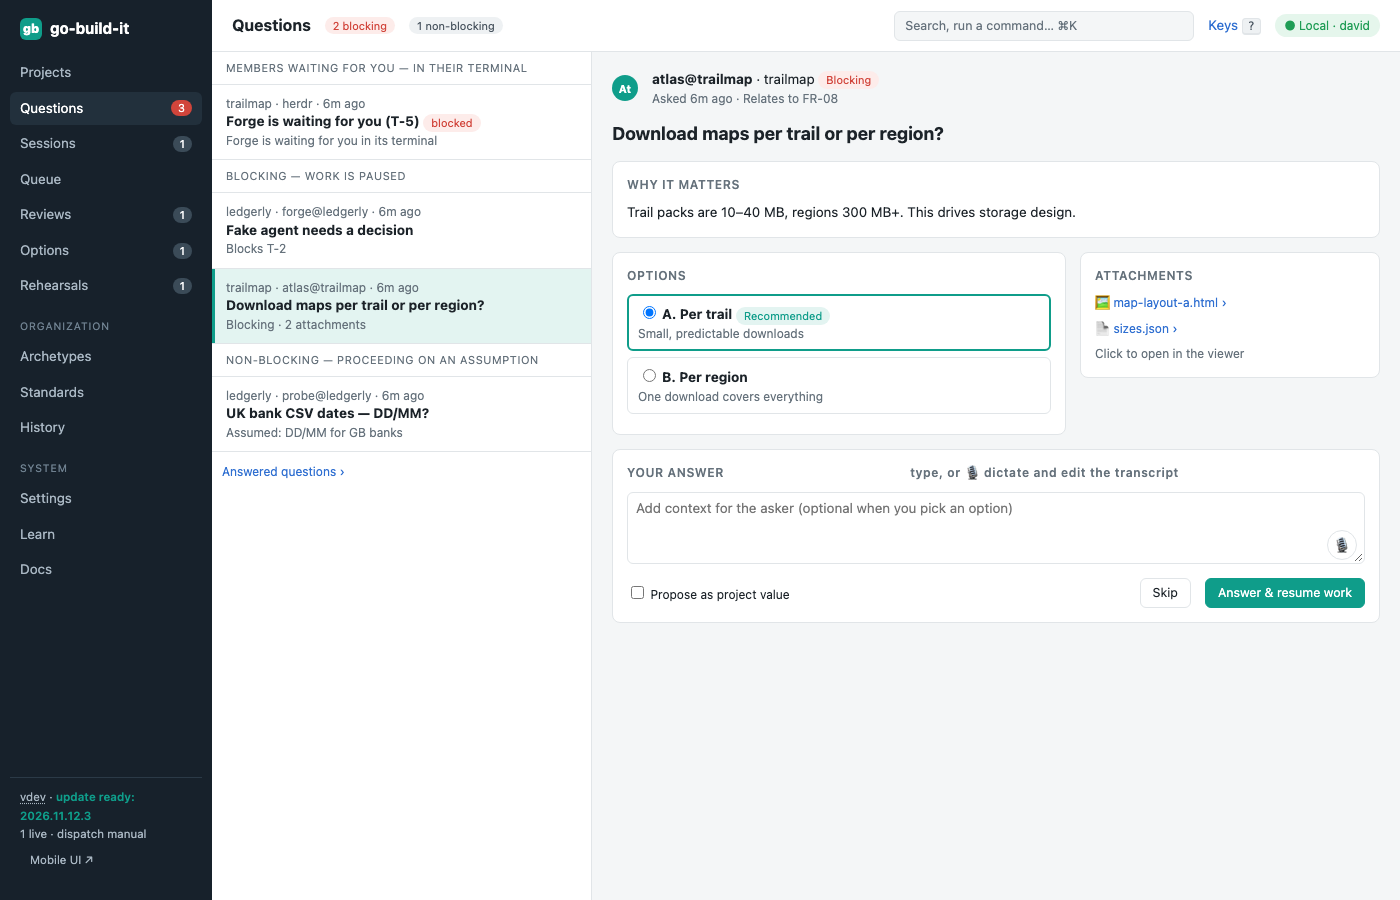 gb go-build-it
Projects
Questions 3
Sessions 1
Queue
Reviews 1
Options 1
Rehearsals 1
ORGANIZATION
Archetypes
Standards
History
SYSTEM
Settings
Learn
Docs
vdev · update ready:
2026.11.12.3
1 live · dispatch manual
Mobile UI ↗
Questions 2 blocking 1 non-blocking
Search, run a command... ⌘K
Keys ?
Local · david
MEMBERS WAITING FOR YOU — IN THEIR TERMINAL
trailmap · herdr · 6m ago
Forge is waiting for you (T-5) blocked
Forge is waiting for you in its terminal
BLOCKING — WORK IS PAUSED
ledgerly · forge@ledgerly · 6m ago
Fake agent needs a decision
Blocks T-2
trailmap · atlas@trailmap · 6m ago
Download maps per trail or per region?
Blocking · 2 attachments
NON-BLOCKING — PROCEEDING ON AN ASSUMPTION
ledgerly · probe@ledgerly · 6m ago
UK bank CSV dates — DD/MM?
Assumed: DD/MM for GB banks
Answered questions ›
At
atlas@trailmap · trailmap Blocking
Asked 6m ago · Relates to FR-08
Download maps per trail or per region?
WHY IT MATTERS
Trail packs are 10–40 MB, regions 300 MB+. This drives storage design.
OPTIONS
A. Per trail Recommended
Small, predictable downloads
B. Per region
One download covers everything
ATTACHMENTS
map-layout-a.html ›
sizes.json ›
Click to open in the viewer
YOUR ANSWER
type, or 🎙️ dictate and edit the transcript
Add context for the asker (optional when you pick an option)
Propose as project value
Skip
Answer & resume work